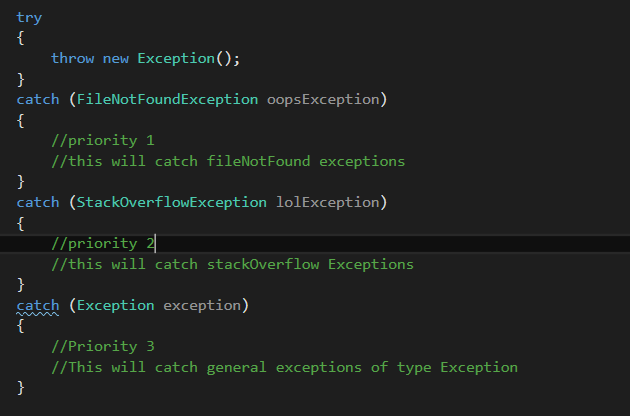 try
{
    throw new Exception();
}
catch (FileNotFoundException oopsException)
{
    //priority 1
    //this will catch fileNotFound exceptions
}
catch (StackOverflowException lolException)
{
    //priority 2
    //this will catch stackOverflow Exceptions
}
catch (Exception exception)
{
    //Priority 3
    //This will catch general exceptions of type Exception
}